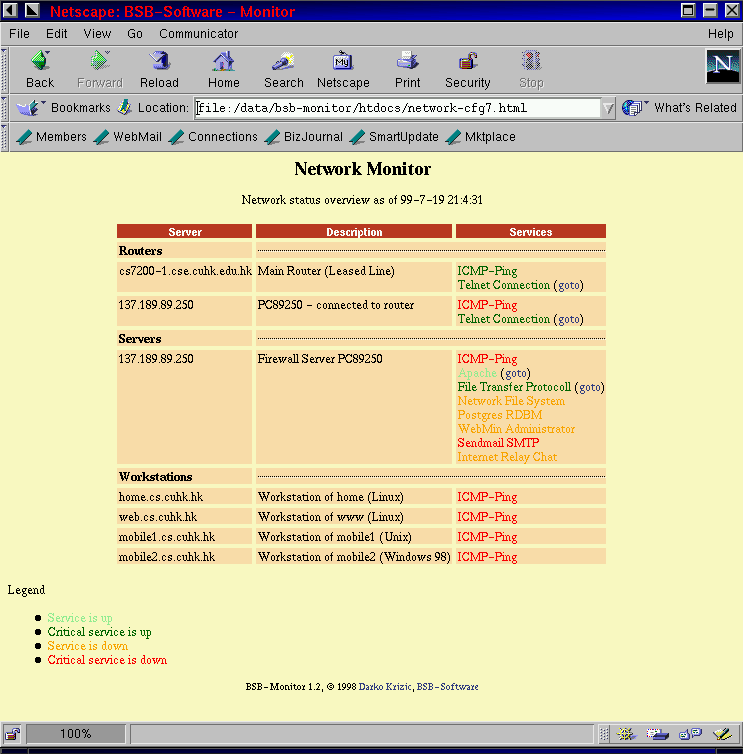 Netscape: BSB-Software - Monitor
File Edit View Go Communicator Help
Back Forward Reload Home Search Netscape Print Security Stop
My
N
Bookmarks Location: file:/data/bsb-monitor/htdocs/network-cfg7.html What's Related
Members WebMail Connections BizJournal SmartUpdate Mktplace
Network Monitor
Network status overview as of 99-7-19 21:4:31
Server Description Services
Routers
cs7200-1.cse.cuhk.edu.hk Main Router (Leased Line) ICMP-Ping
Telnet Connection (goto)
137.189.89.250 PC89250 - connected to router ICMP-Ping
Telnet Connection (goto)
Servers
137.189.89.250 Firewall Server PC89250 ICMP-Ping
Apache (goto)
File Transfer Protocoll (goto)
Network File System
Postgres RDBM
WebMin Administrator
Sendmail SMTP
Internet Relay Chat
Workstations
home.cs.cuhk.hk Workstation of home (Linux) ICMP-Ping
web.cs.cuhk.hk Workstation of www (Linux) ICMP-Ping
mobile1.cs.cuhk.hk Workstation of mobile1 (Unix) ICMP-Ping
mobile2.cs.cuhk.hk Workstation of mobile2 (Windows 98) ICMP-Ping
Legend
Service is up
Critical service is up
Service is down
Critical service is down
BSB-Monitor 1.2, © 1998 Darko Krizic, BSB-Software
100%